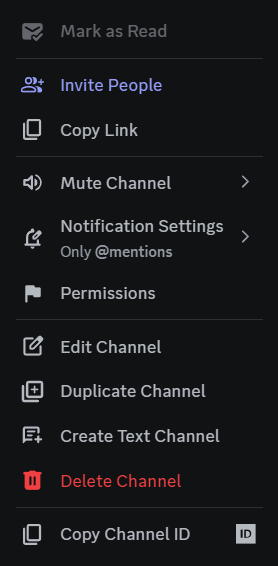 Mark as Read
Invite People
Copy Link
Mute Channel
Notification Settings
Only @mentions
Permissions
Edit Channel
Duplicate Channel
Create Text Channel
Delete Channel
Copy Channel ID
ID